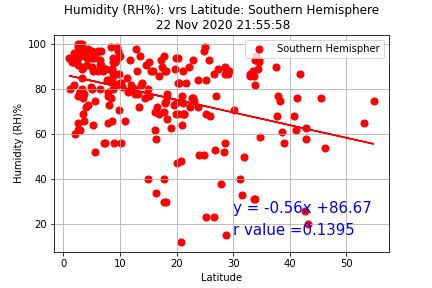 Humidity (RH%): vrs Latitude: Southern Hemisphere
22 Nov 2020 21:55:58
Southern Hemispher
100
80
60
40
20
Humidity (RH)%
y = -0.56x +86.67
r value =0.1395
0 10 20 30 40 50
Latitude